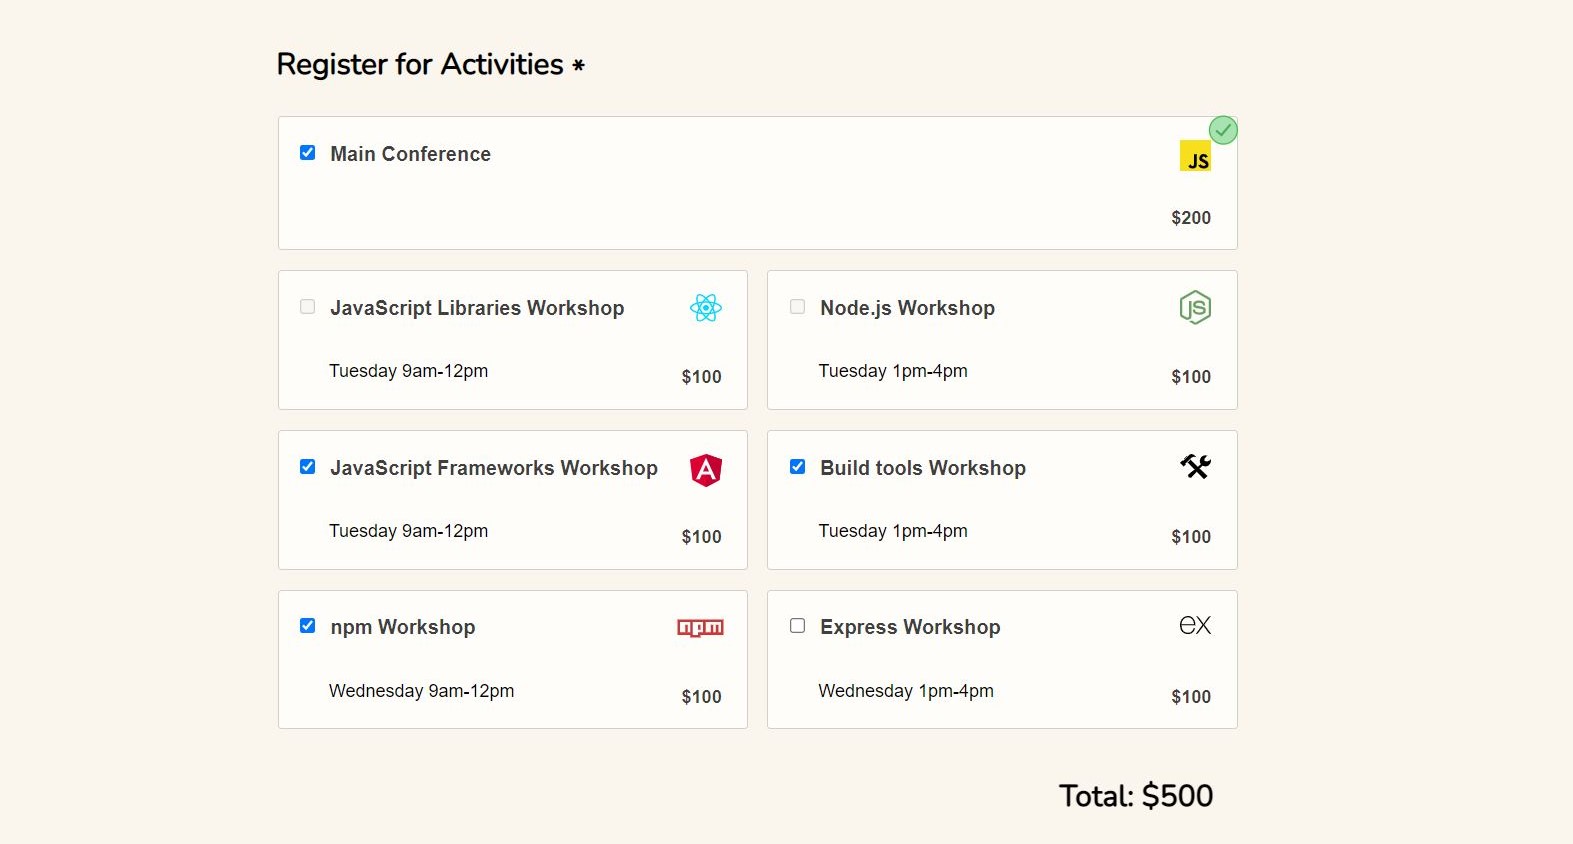 Register for Activities *
Main Conference
JS
$200
JavaScript Libraries Workshop
Tuesday 9am-12pm
$100
Node.js Workshop
JS
Tuesday 1pm-4pm
$100
JavaScript Frameworks Workshop
A
Tuesday 9am-12pm
$100
Build tools Workshop
Tuesday 1pm-4pm
$100
npm Workshop
npm
Wednesday 9am-12pm
$100
Express Workshop
ex
Wednesday 1pm-4pm
$100
Total: $500